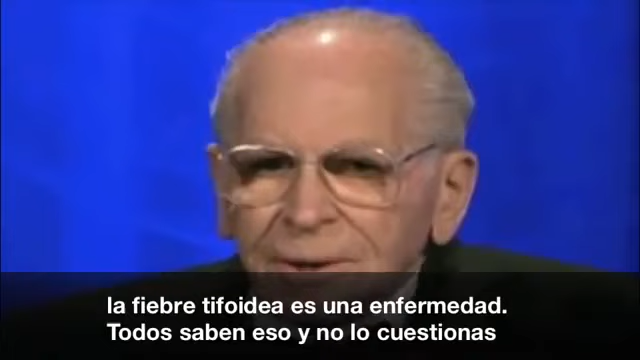 la fiebre tifoidea es una enfermedad.
Todos saben eso y no lo cuestionas